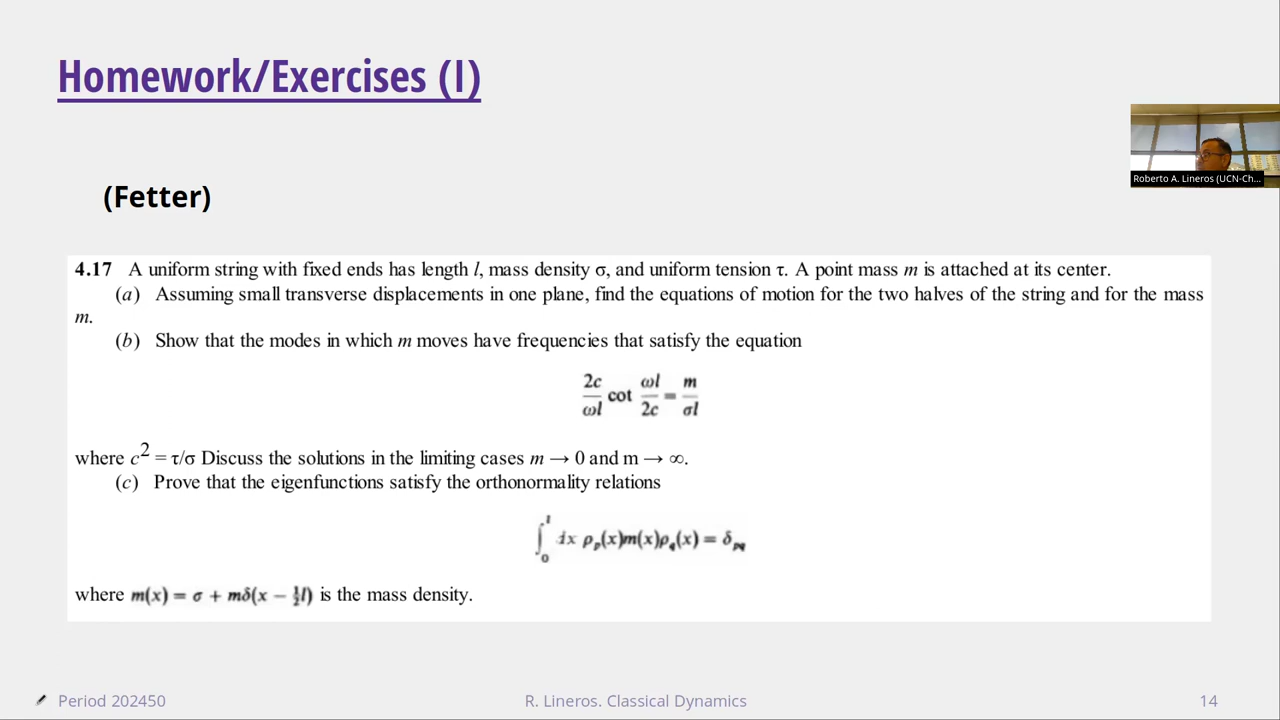 Homework/Exercises (I)
Roberto A. Lineros (UCN-Ch...
(Fetter)
4.17 A uniform string with fixed ends has length l, mass density σ, and uniform tension τ. A point mass m is attached at its center.
(a) Assuming small transverse displacements in one plane, find the equations of motion for the two halves of the string and for the mass
m.
(b) Show that the modes in which m moves have frequencies that satisfy the equation
2c/ωl cot ωl/2c = m/σl
where c² = τ/σ Discuss the solutions in the limiting cases m → 0 and m → ∞.
(c) Prove that the eigenfunctions satisfy the orthonormality relations
∫₀ˡ dx ρₚ(x)m(x)ρ_q(x) = δ_pq
where m(x) = σ + mδ(x − ½l) is the mass density.
Period 202450
R. Lineros. Classical Dynamics
14